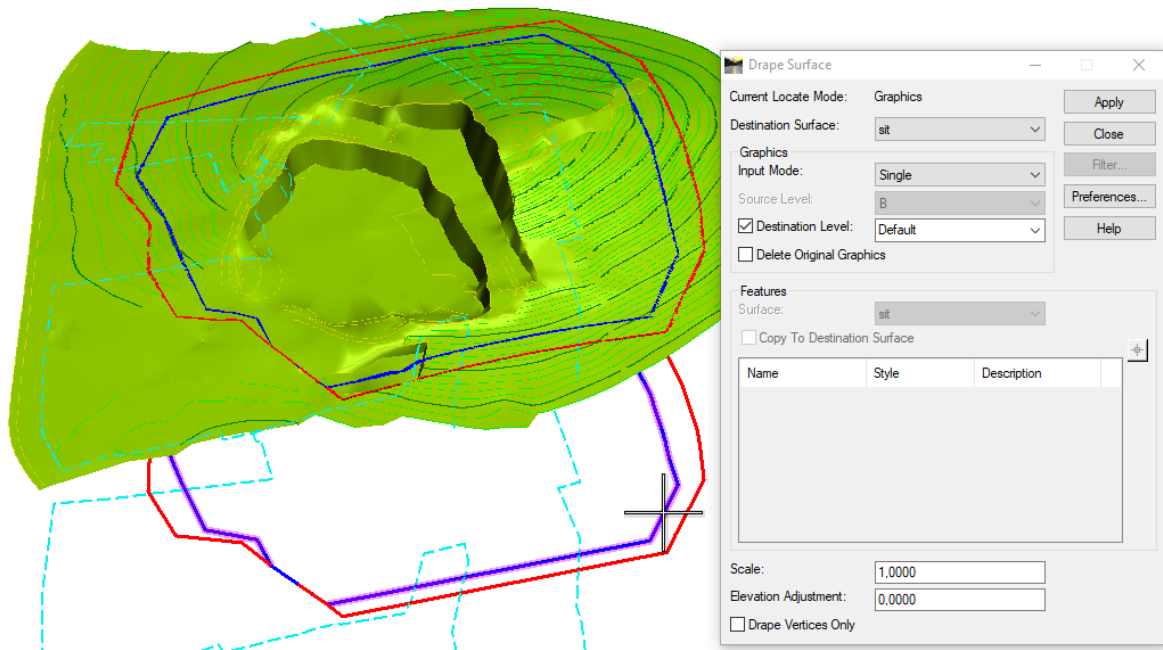 Drape Surface
Current Locate Mode: Graphics
Apply
Destination Surface: sit
Close
Graphics
Input Mode: Single
Filter...
Source Level: B
Preferences...
Destination Level: Default
Help
Delete Original Graphics
Features
Surface: sit
Copy To Destination Surface
Name Style Description
Scale: 1,0000
Elevation Adjustment: 0,0000
Drape Vertices Only